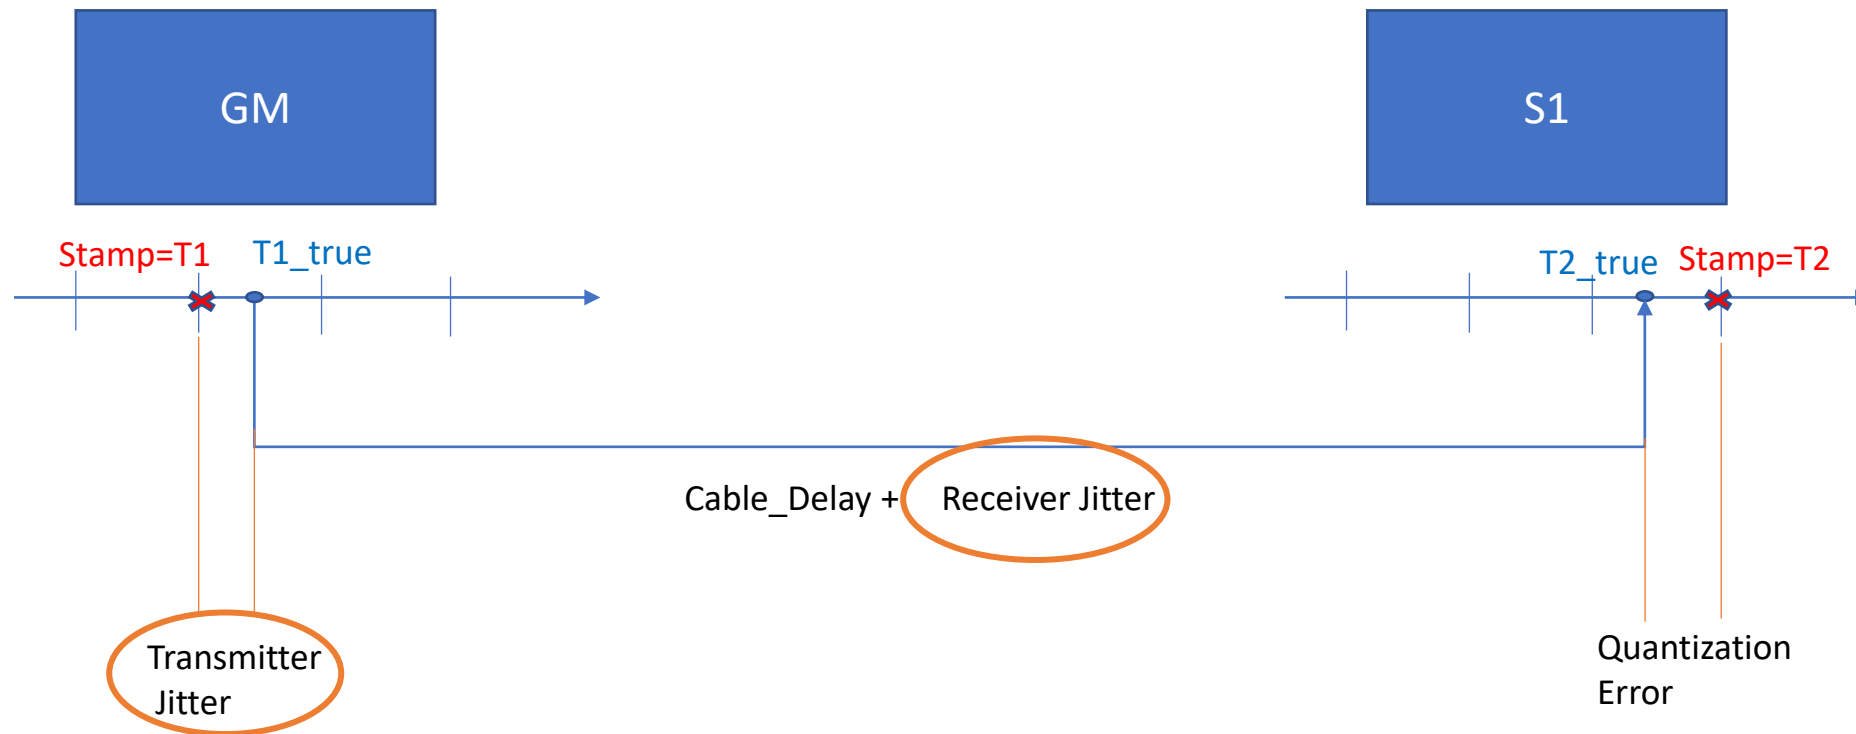 GM
S1
Stamp=T1
T1_true
T2_true
Stamp=T2
Cable_Delay + Receiver Jitter
Transmitter
Jitter
Quantization
Error